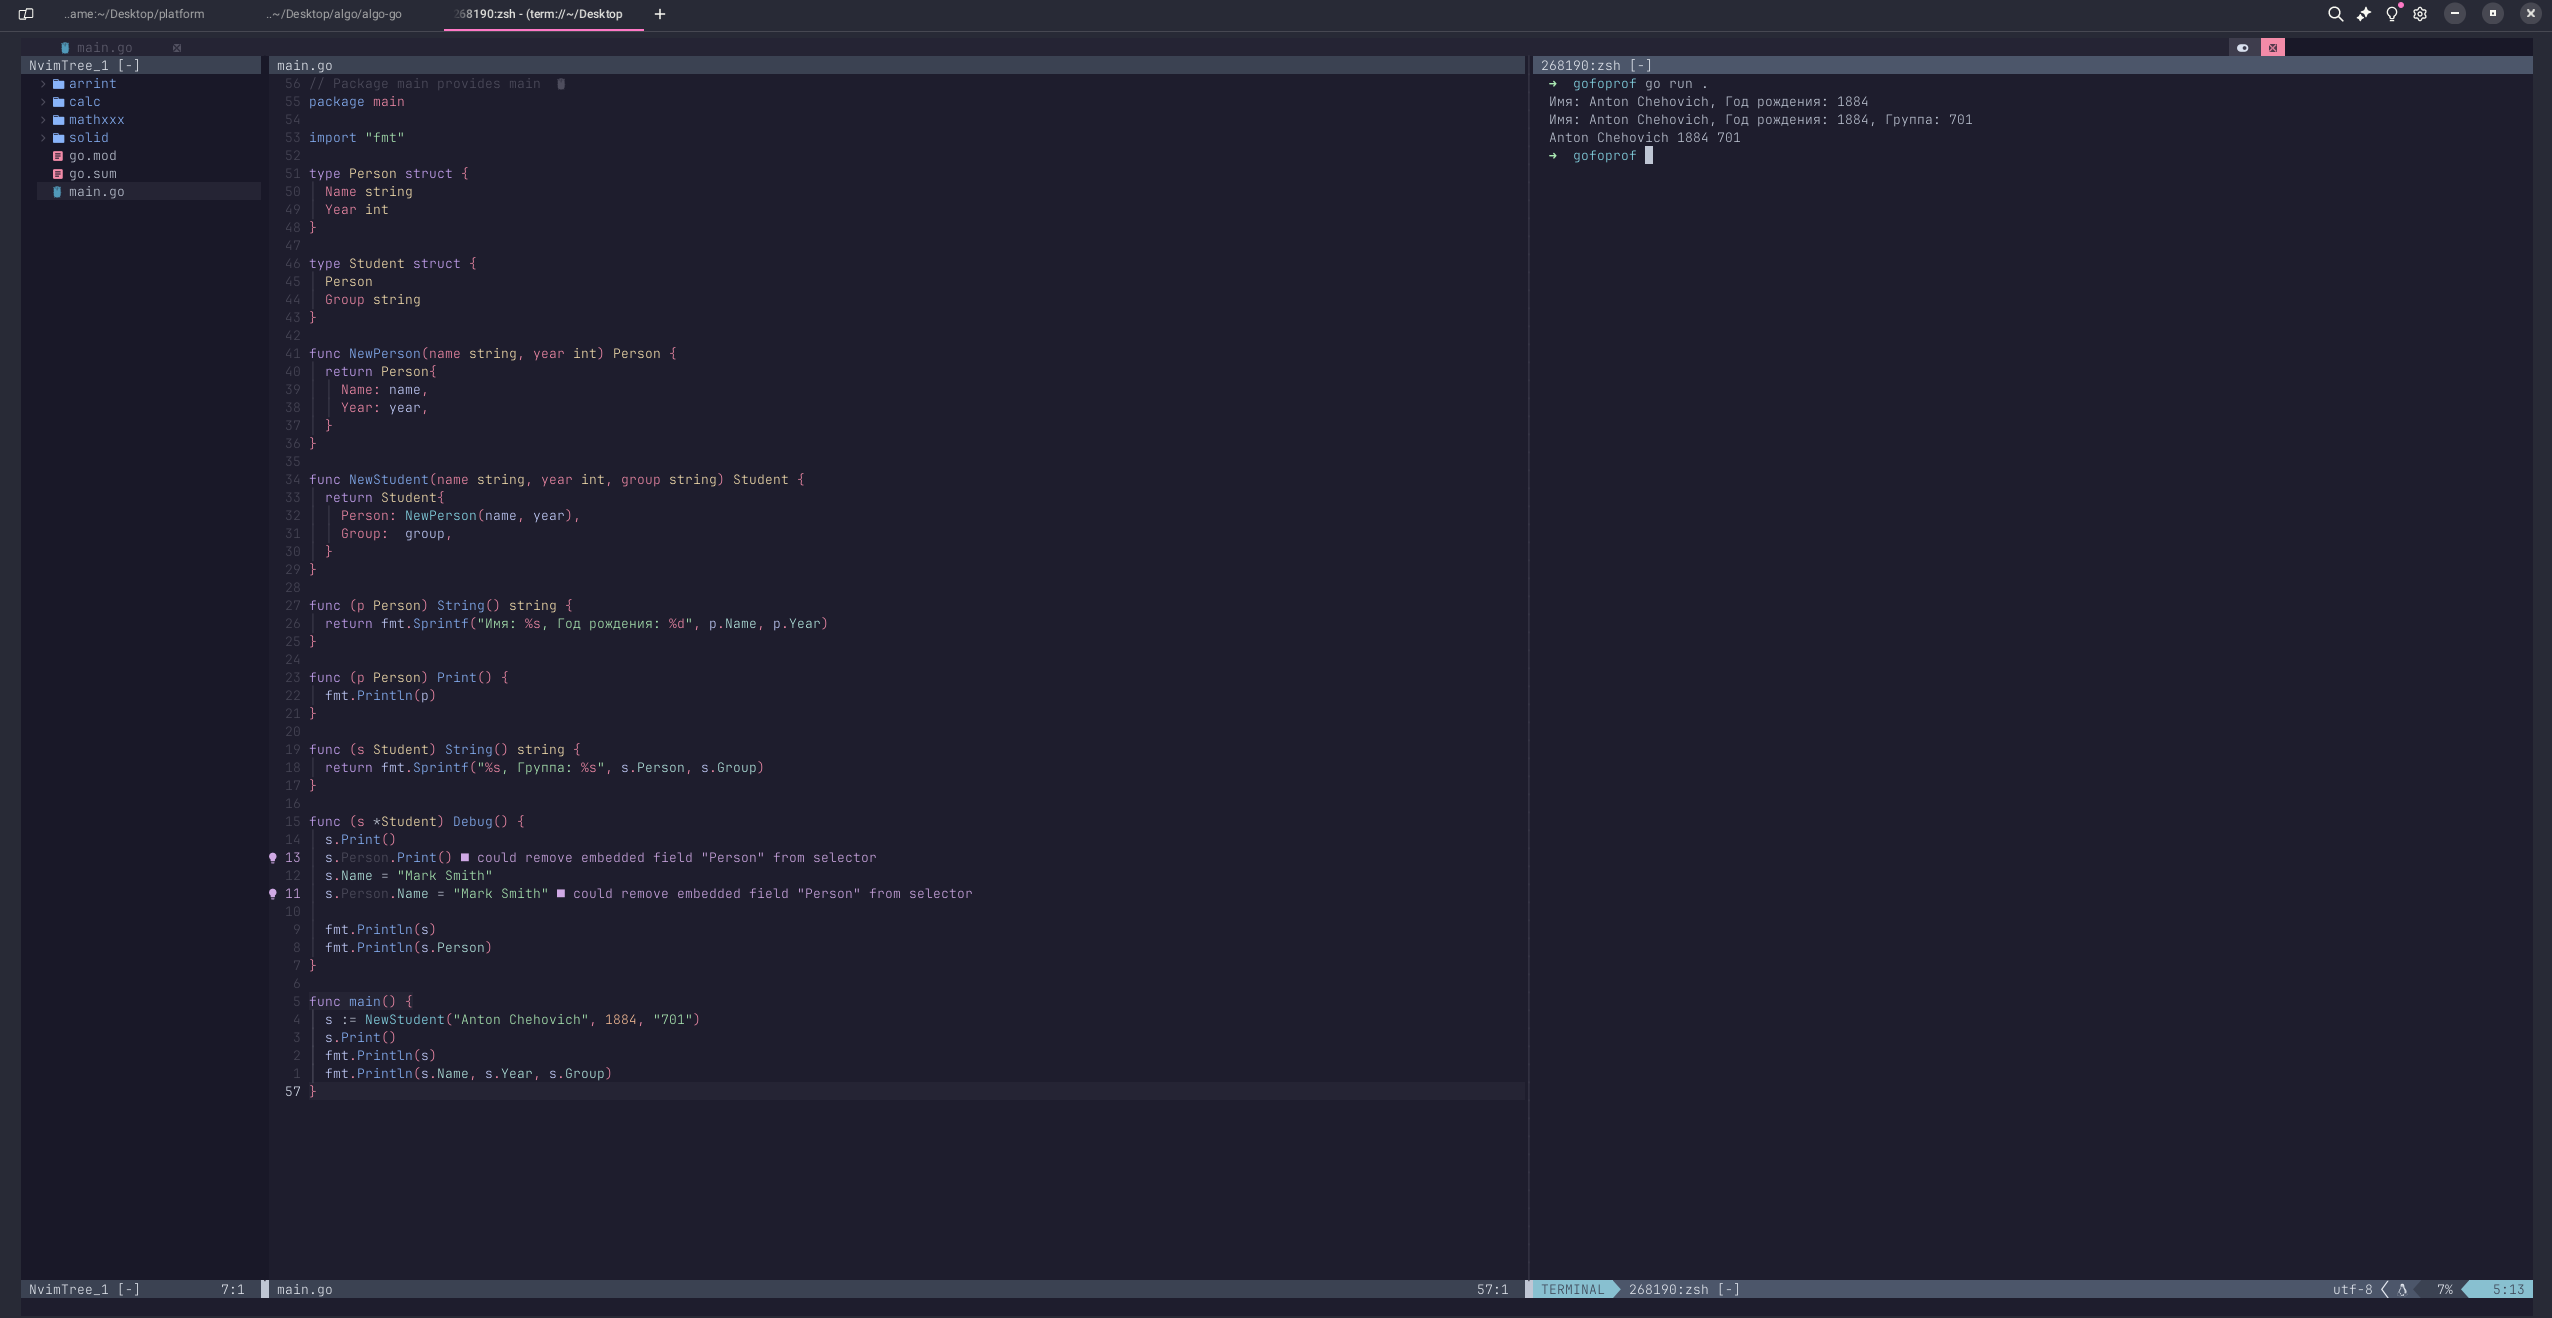 ..ame:~/Desktop/platform
..~/Desktop/algo/algo-go
268190:zsh - (term://~/Desktop
main.go
NvimTree_1 [-]
arrint
calc
mathxxx
solid
go.mod
go.sum
main.go
NvimTree_1 [-] 7:1
main.go
56 // Package main provides main
55 package main
54
53 import "fmt"
52
51 type Person struct {
50 Name string
49 Year int
48 }
47
46 type Student struct {
45 Person
44 Group string
43 }
42
41 func NewPerson(name string, year int) Person {
40 return Person{
39 Name: name,
38 Year: year,
37 }
36 }
35
34 func NewStudent(name string, year int, group string) Student {
33 return Student{
32 Person: NewPerson(name, year),
31 Group:  group,
30 }
29 }
28
27 func (p Person) String() string {
26 return fmt.Sprintf("Имя: %s, Год рождения: %d", p.Name, p.Year)
25 }
24
23 func (p Person) Print() {
22 fmt.Println(p)
21 }
20
19 func (s Student) String() string {
18 return fmt.Sprintf("%s, Группа: %s", s.Person, s.Group)
17 }
16
15 func (s *Student) Debug() {
14 s.Print()
13 s.Person.Print() ■ could remove embedded field "Person" from selector
12 s.Name = "Mark Smith"
11 s.Person.Name = "Mark Smith" ■ could remove embedded field "Person" from selector
10
9 fmt.Println(s)
8 fmt.Println(s.Person)
7 }
6
5 func main() {
4 s := NewStudent("Anton Chehovich", 1884, "701")
3 s.Print()
2 fmt.Println(s)
1 fmt.Println(s.Name, s.Year, s.Group)
57 }
main.go 57:1
268190:zsh [-]
➜ gofoprof go run .
Имя: Anton Chehovich, Год рождения: 1884
Имя: Anton Chehovich, Год рождения: 1884, Группа: 701
Anton Chehovich 1884 701
➜ gofoprof
TERMINAL 268190:zsh [-] utf-8 7% 5:13